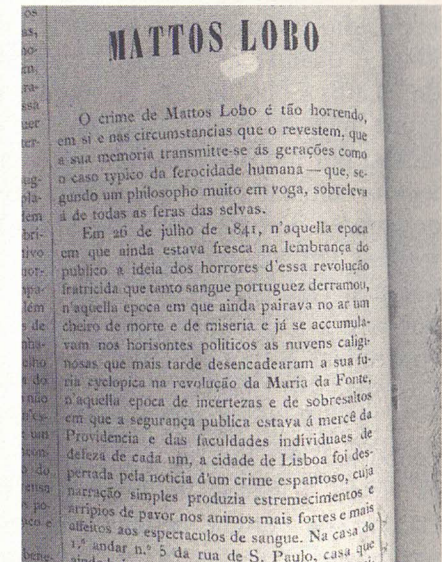 MATTOS LOBO
O crime de Mattos Lobo é tão horrendo,
em si e nas circumstancias que o revestem, que
a sua memoria transmitte-se ás gerações como
o caso typico da ferocidade humana — que, se-
gundo um philosopho muito em voga, sobreleva
á de todas as feras das selvas.
Em 26 de julho de 1841, n'aquella epoca
em que ainda estava fresca na lembrança do
publico a ideia dos horrores d'essa revolução
fratricida que tanto sangue portuguez derramou,
n'aquella epoca em que ainda pairava no ar um
cheiro de morte e de miseria e já se accumula-
vam nos horisontes politicos as nuvens caligi-
nosas que mais tarde desencadearam a sua fu-
ria cyclopica na revolução da Maria da Fonte,
n'aquella epoca de incertezas e de sobresaltos
em que a segurança publica estava á mercê da
Providencia e das faculdades individuaes de
defeza de cada um, a cidade de Lisboa foi des-
pertada pela noticia d'um crime espantoso, cuja
narração simples produzia estremecimentos e
arripios de pavor nos animos mais fortes e mais
affeitos aos espectaculos de sangue. Na casa do
1.º andar n.º 5 da rua de S. Paulo, casa que